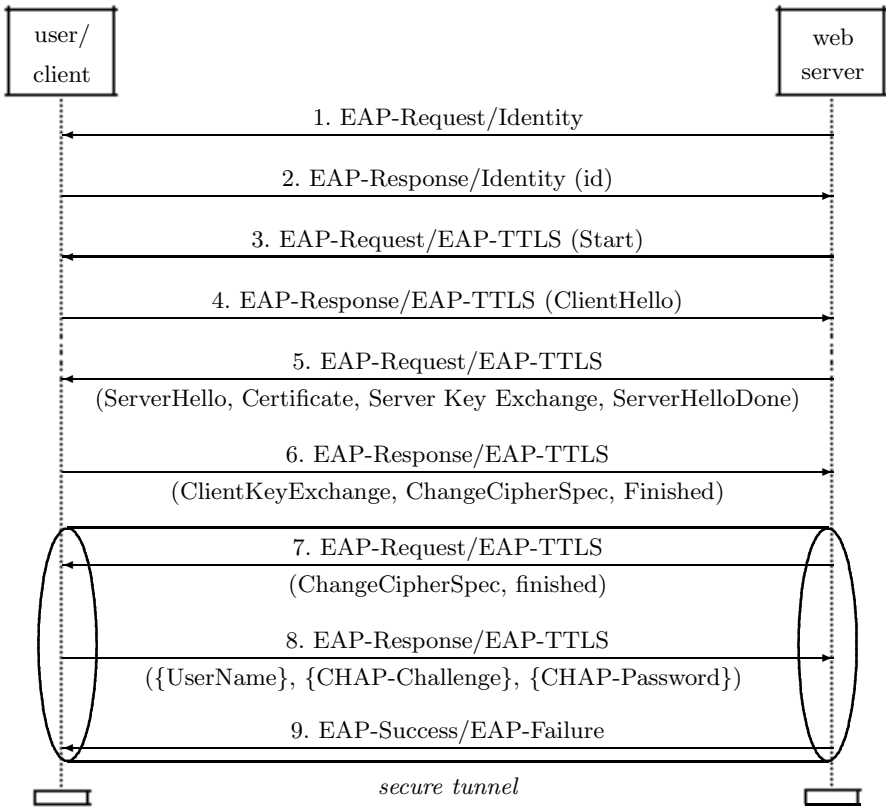 user/
client
web
server
1. EAP-Request/Identity
2. EAP-Response/Identity (id)
3. EAP-Request/EAP-TTLS (Start)
4. EAP-Response/EAP-TTLS (ClientHello)
5. EAP-Request/EAP-TTLS
(ServerHello, Certificate, Server Key Exchange, ServerHelloDone)
6. EAP-Response/EAP-TTLS
(ClientKeyExchange, ChangeCipherSpec, Finished)
7. EAP-Request/EAP-TTLS
(ChangeCipherSpec, finished)
8. EAP-Response/EAP-TTLS
({UserName}, {CHAP-Challenge}, {CHAP-Password})
9. EAP-Success/EAP-Failure
secure tunnel